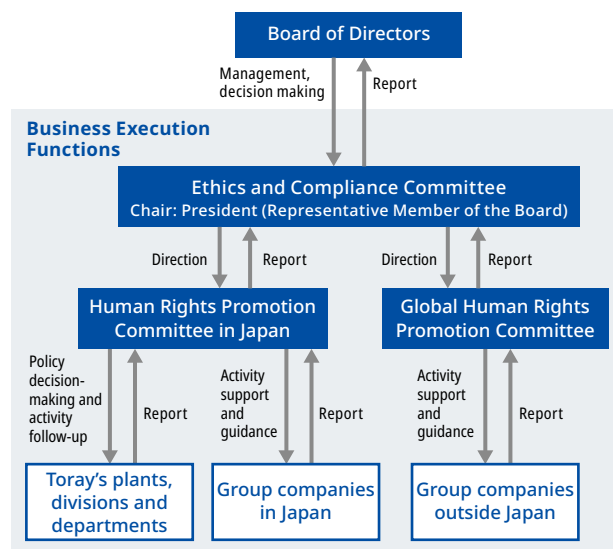 Board of Directors
Management,
decision making
Report
Business Execution
Functions
Ethics and Compliance Committee
Chair: President (Representative Member of the Board)
Direction
Report
Direction
Report
Human Rights Promotion
Committee in Japan
Global Human Rights
Promotion Committee
Policy
decision-
making and
activity
follow-up
Report
Activity
support
and
guidance
Report
Activity
support
and
guidance
Report
Toray's plants,
divisions and
departments
Group companies
in Japan
Group companies
outside Japan